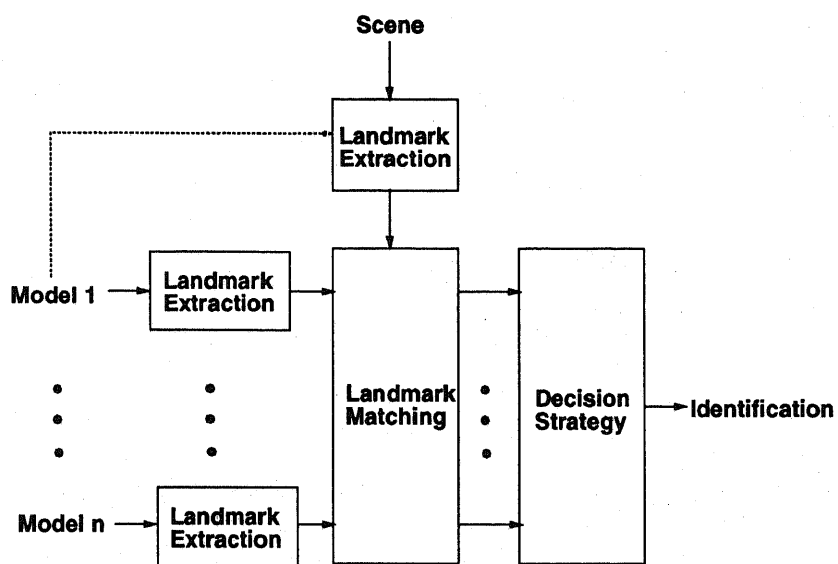 Scene
Landmark
Extraction
Model 1
Landmark
Extraction
Landmark
Matching
Decision
Strategy
Identification
Model n
Landmark
Extraction